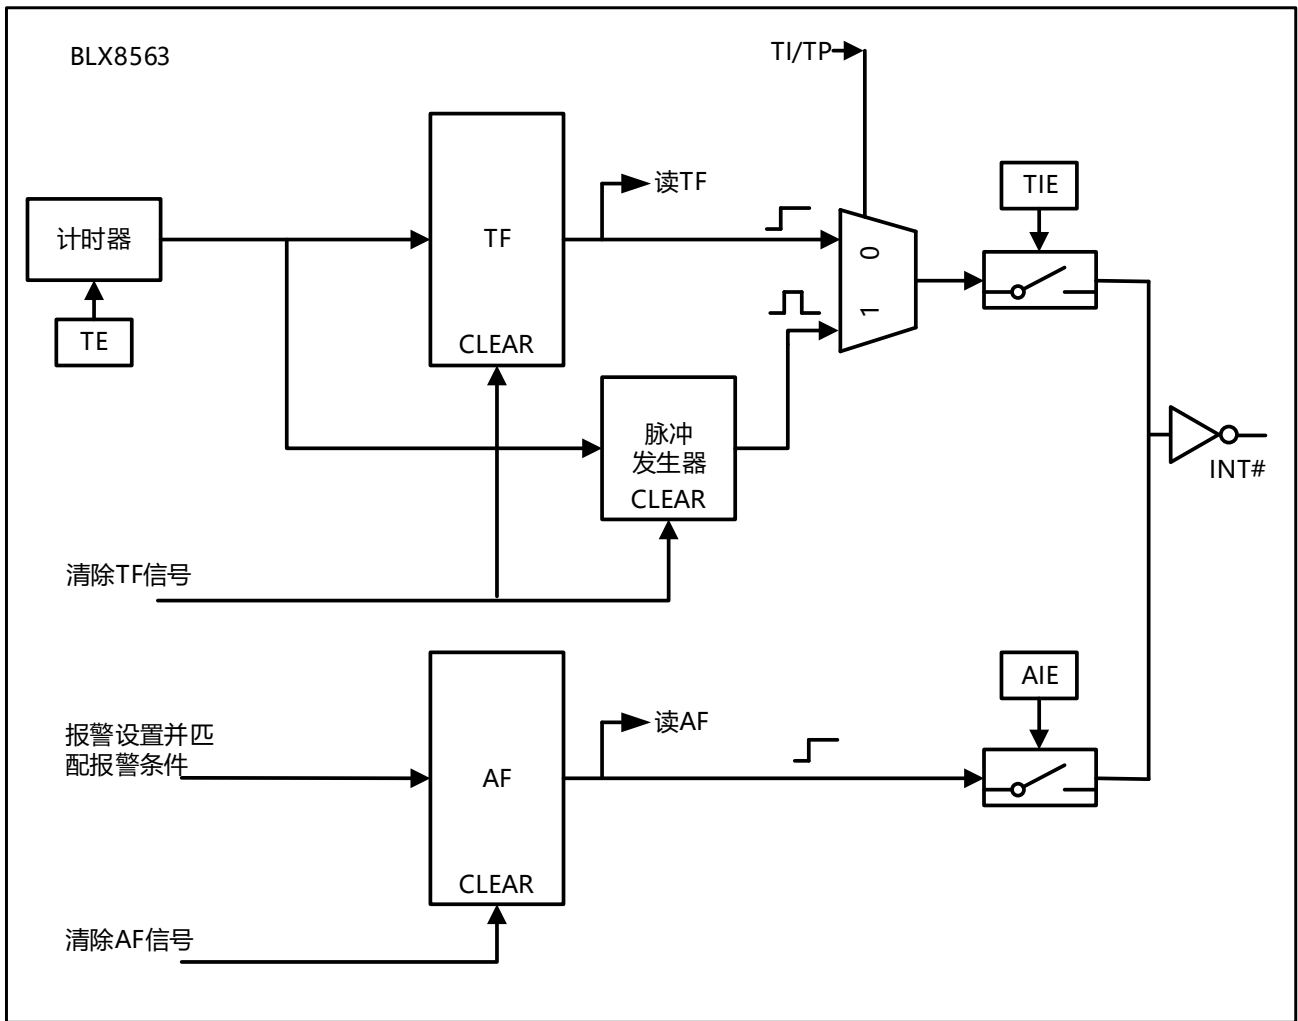 BLX8563
TI/TP
TIE
读TF
计时器
TF
0
1
TE
CLEAR
脉冲
发生器
CLEAR
INT#
清除TF信号
AIE
报警设置并匹
配报警条件
读AF
AF
CLEAR
清除AF信号